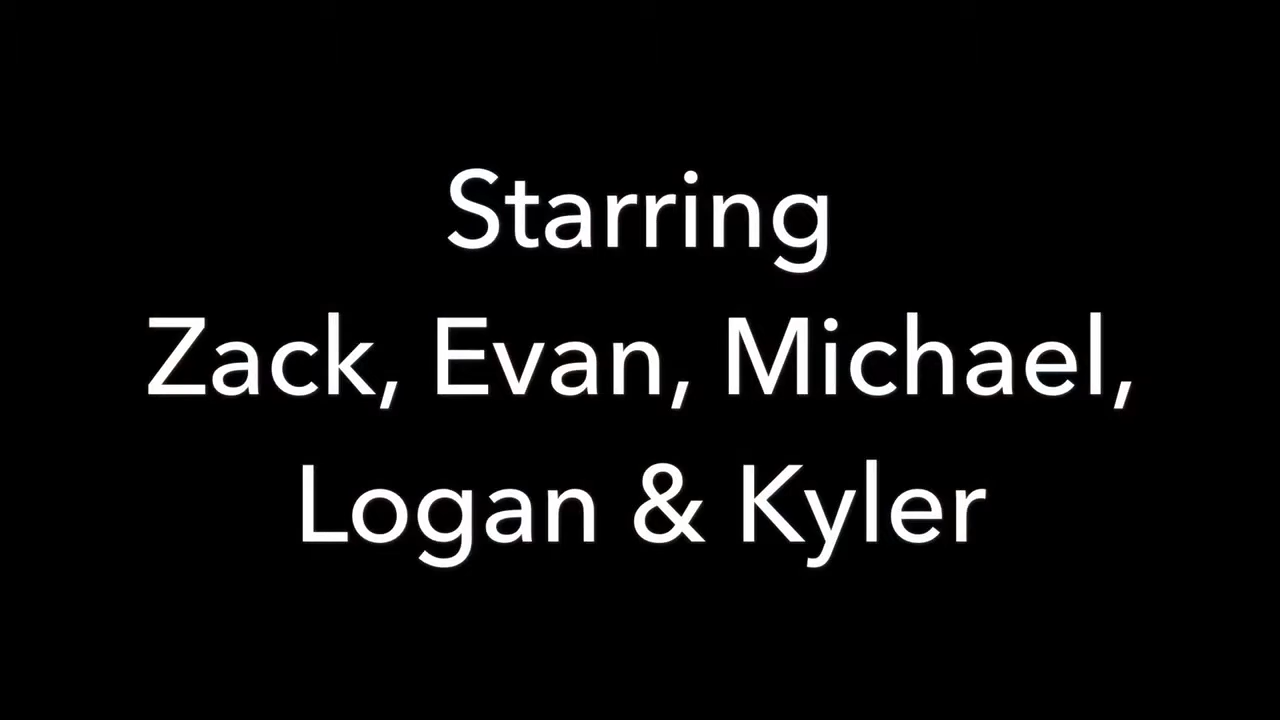 Starring
Zack, Evan, Michael,
Logan & Kyler